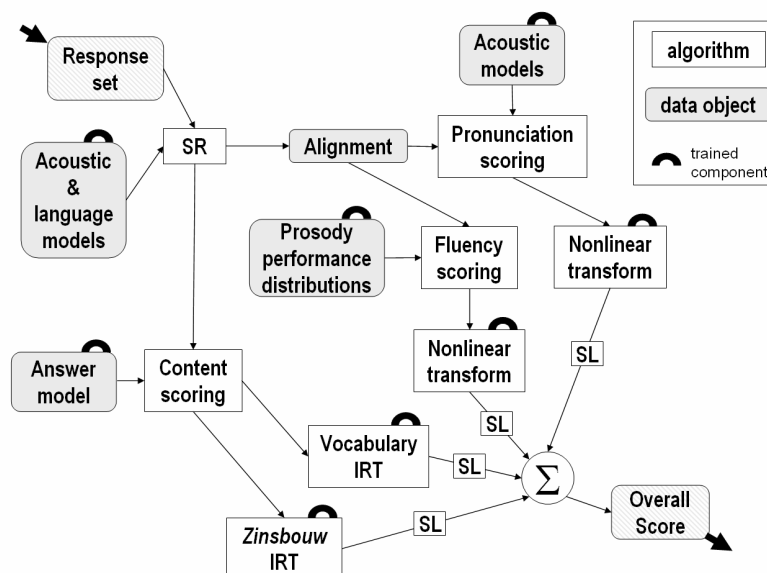 Response
set
Acoustic
models
algorithm
data object
trained
component
Acoustic
&
language
models
SR
Alignment
Pronunciation
scoring
Prosody
performance
distributions
Fluency
scoring
Nonlinear
transform
Answer
model
Content
scoring
Nonlinear
transform
SL
SL
Vocabulary
IRT
SL
Σ
Overall
Score
Zinsbouw
IRT
SL